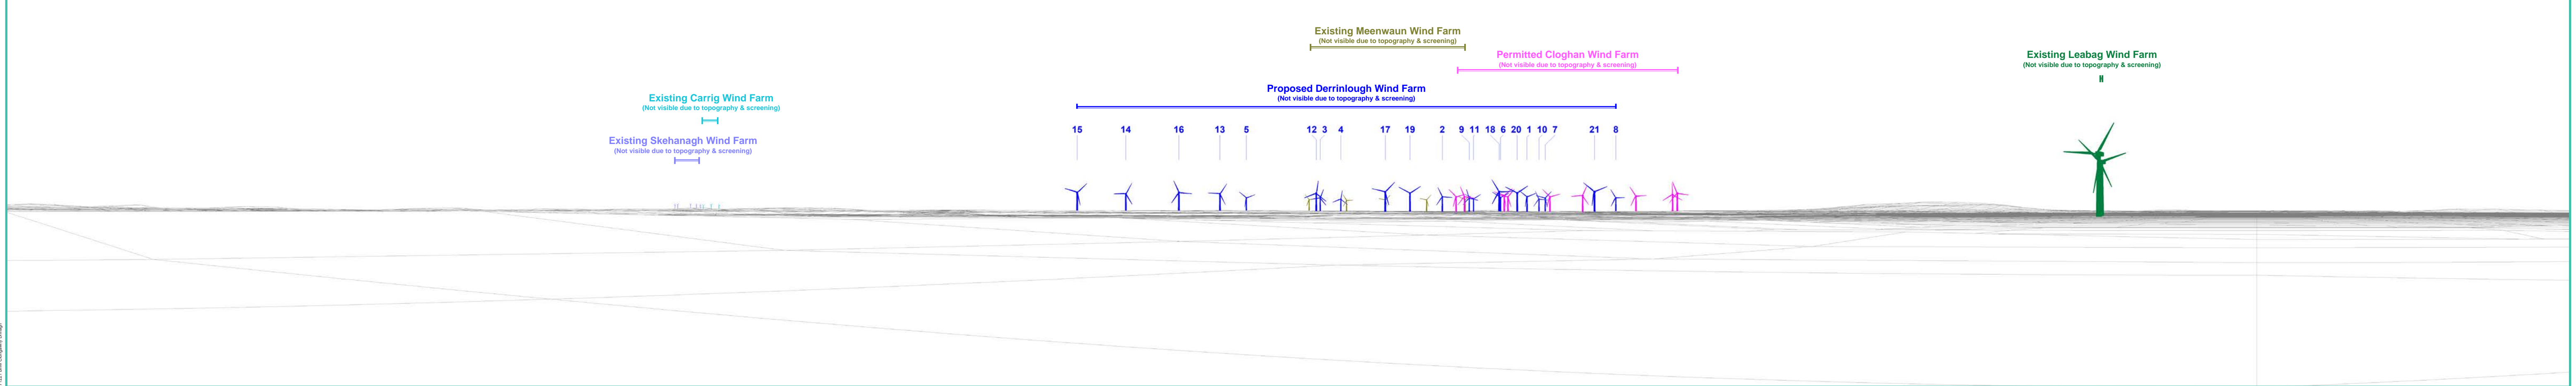 Existing Meenwaun Wind Farm
(Not visible due to topography & screening)
Permitted Cloghan Wind Farm
(Not visible due to topography & screening)
Existing Leabag Wind Farm
(Not visible due to topography & screening)
Proposed Derrinlough Wind Farm
(Not visible due to topography & screening)
Existing Carrig Wind Farm
(Not visible due to topography & screening)
15 14 16 13 5 12 3 4 17 19 2 9 11 18 6 20 1 10 7 21 8
Existing Skehanagh Wind Farm
(Not visible due to topography & screening)